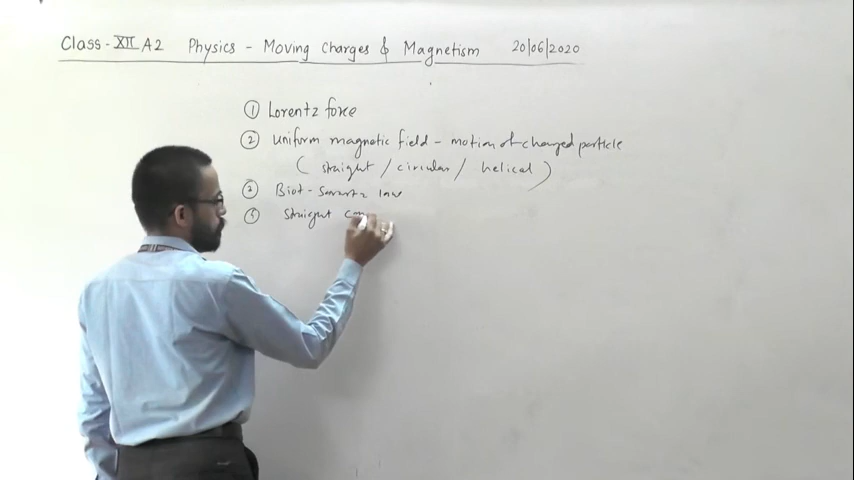 Class - XII A2 Physics - Moving Charges & Magnetism 20/06/2020
① Lorentz force
② Uniform magnetic field - motion of charged particle
( straight / circular / helical )
③ Biot - Savart's law
④ Straight con